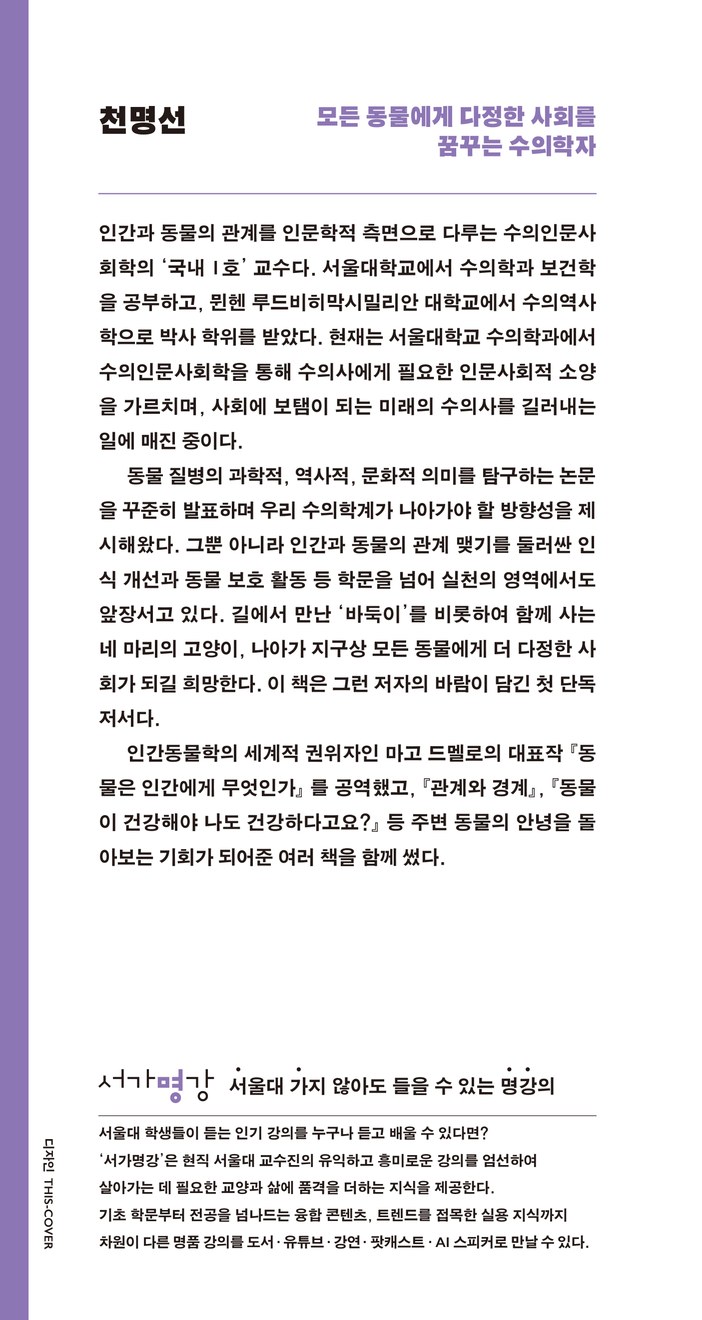 천명선
모든 동물에게 다정한 사회를
꿈꾸는 수의학자
인간과 동물의 관계를 인문학적 측면으로 다루는 수의인문사
회학의 ‘국내 1호’ 교수다. 서울대학교에서 수의학과 보건학
을 공부하고, 뮌헨 루드비히막시밀리안 대학교에서 수의역사
학으로 박사 학위를 받았다. 현재는 서울대학교 수의학과에서
수의인문사회학을 통해 수의사에게 필요한 인문사회적 소양
을 가르치며, 사회에 보탬이 되는 미래의 수의사를 길러내는
일에 매진 중이다.
동물 질병의 과학적, 역사적, 문화적 의미를 탐구하는 논문
을 꾸준히 발표하며 우리 수의학계가 나아가야 할 방향성을 제
시해왔다. 그뿐 아니라 인간과 동물의 관계 맺기를 둘러싼 인
식 개선과 동물 보호 활동 등 학문을 넘어 실천의 영역에서도
앞장서고 있다. 길에서 만난 ‘바둑이’를 비롯하여 함께 사는
네 마리의 고양이, 나아가 지구상 모든 동물에게 더 다정한 사
회가 되길 희망한다. 이 책은 그런 저자의 바람이 담긴 첫 단독
저서다.
인간동물학의 세계적 권위자인 마고 드멜로의 대표작 『동
물은 인간에게 무엇인가』를 공역했고, 『관계와 경계』, 『동물
이 건강해야 나도 건강하다고요?』 등 주변 동물의 안녕을 돌
아보는 기회가 되어준 여러 책을 함께 썼다.
서가명강 서울대 가지 않아도 들을 수 있는 명강의
서울대 학생들이 듣는 인기 강의를 누구나 듣고 배울 수 있다면?
‘서가명강’은 현직 서울대 교수진의 유익하고 흥미로운 강의를 엄선하여
살아가는 데 필요한 교양과 삶에 품격을 더하는 지식을 제공한다.
기초 학문부터 전공을 넘나드는 융합 콘텐츠, 트렌드를 접목한 실용 지식까지
차원이 다른 명품 강의를 도서·유튜브·강연·팟캐스트·AI 스피커로 만날 수 있다.
디자인 THIS-COVER